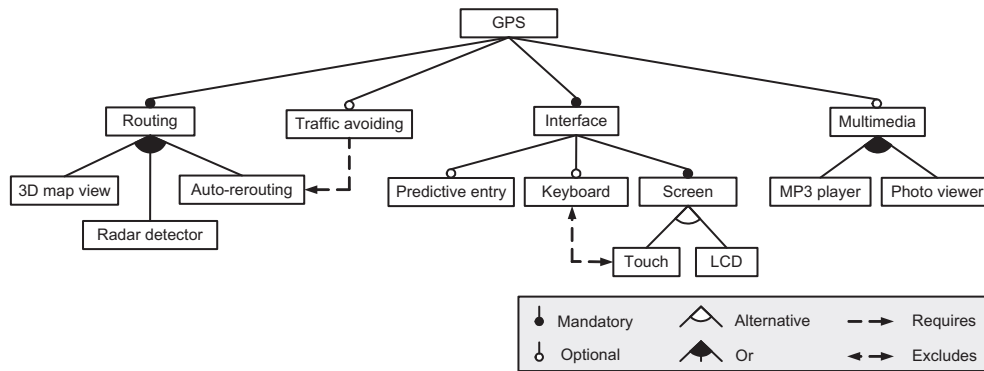 GPS
Routing
Traffic avoiding
Interface
Multimedia
3D map view
Auto-rerouting
Predictive entry
Keyboard
Screen
MP3 player
Photo viewer
Radar detector
Touch
LCD
Mandatory
Alternative
Requires
Optional
Or
Excludes